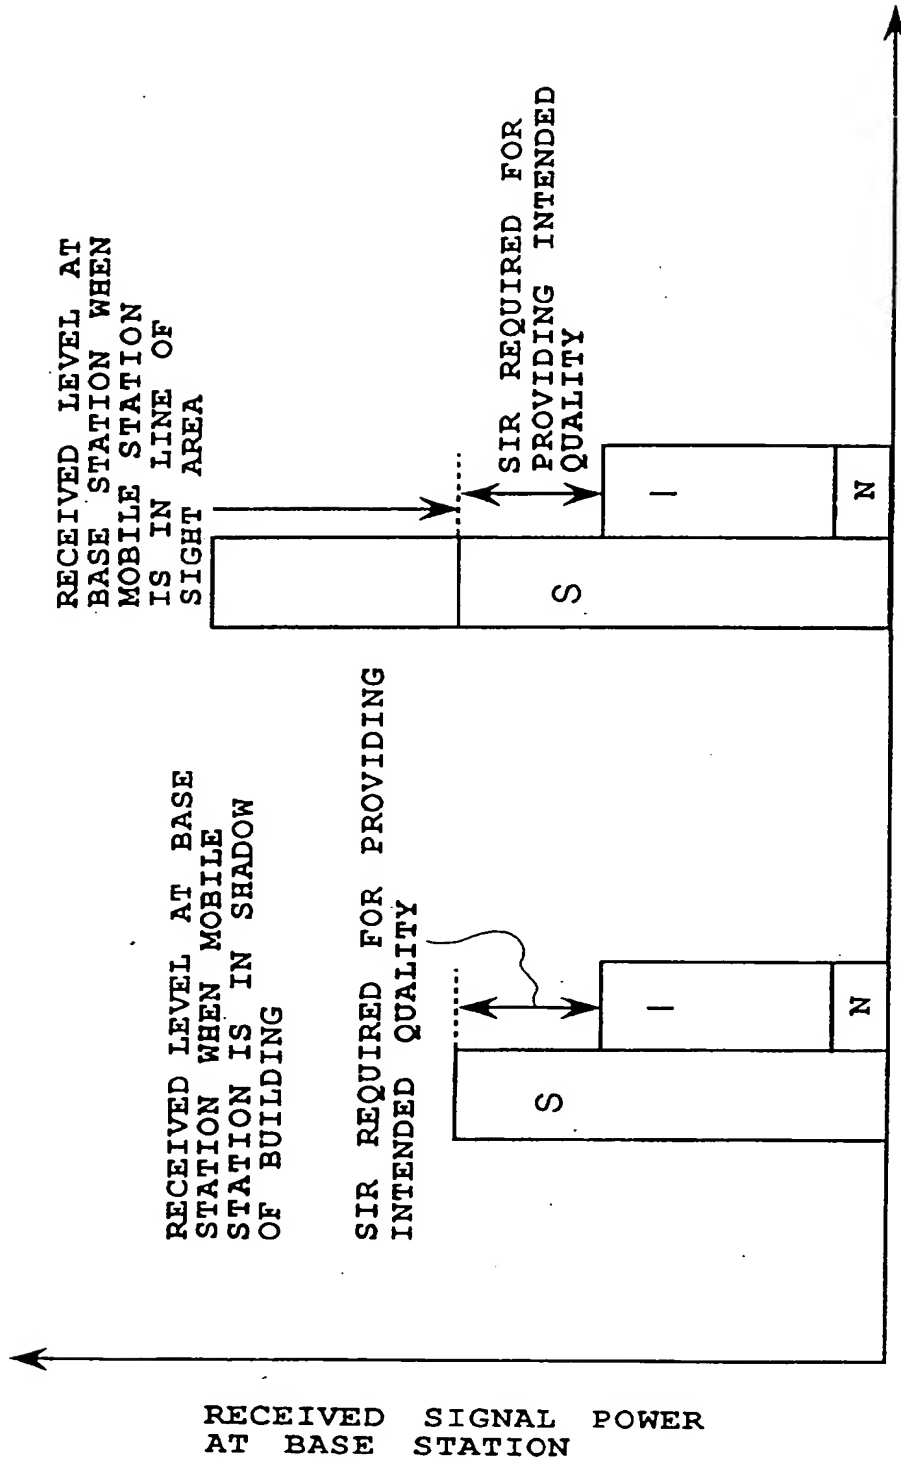 RECEIVED LEVEL AT
BASE STATION WHEN
MOBILE STATION
IS IN LINE OF
SIGHT AREA
SIR REQUIRED FOR
PROVIDING INTENDED
QUALITY
S
I
N
RECEIVED LEVEL AT BASE
STATION WHEN MOBILE
STATION IS IN SHADOW
OF BUILDING
SIR REQUIRED FOR PROVIDING
INTENDED QUALITY
S
I
N
RECEIVED SIGNAL POWER
AT BASE STATION